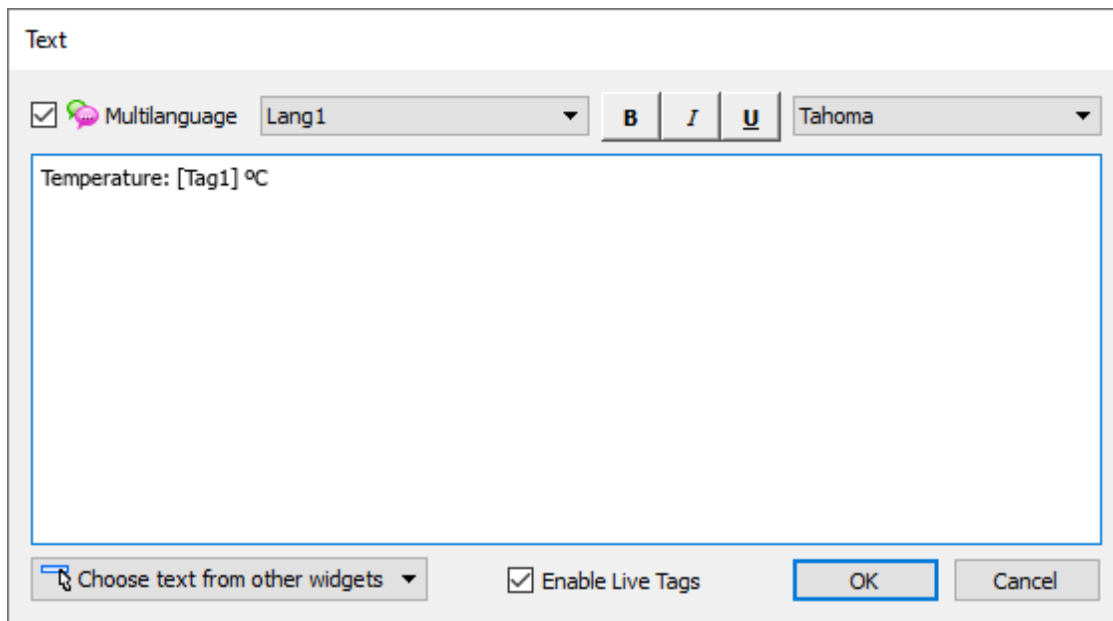 Text
Multilanguage Lang1 B I U Tahoma
Temperature: [Tag1] ºC
Choose text from other widgets Enable Live Tags OK Cancel